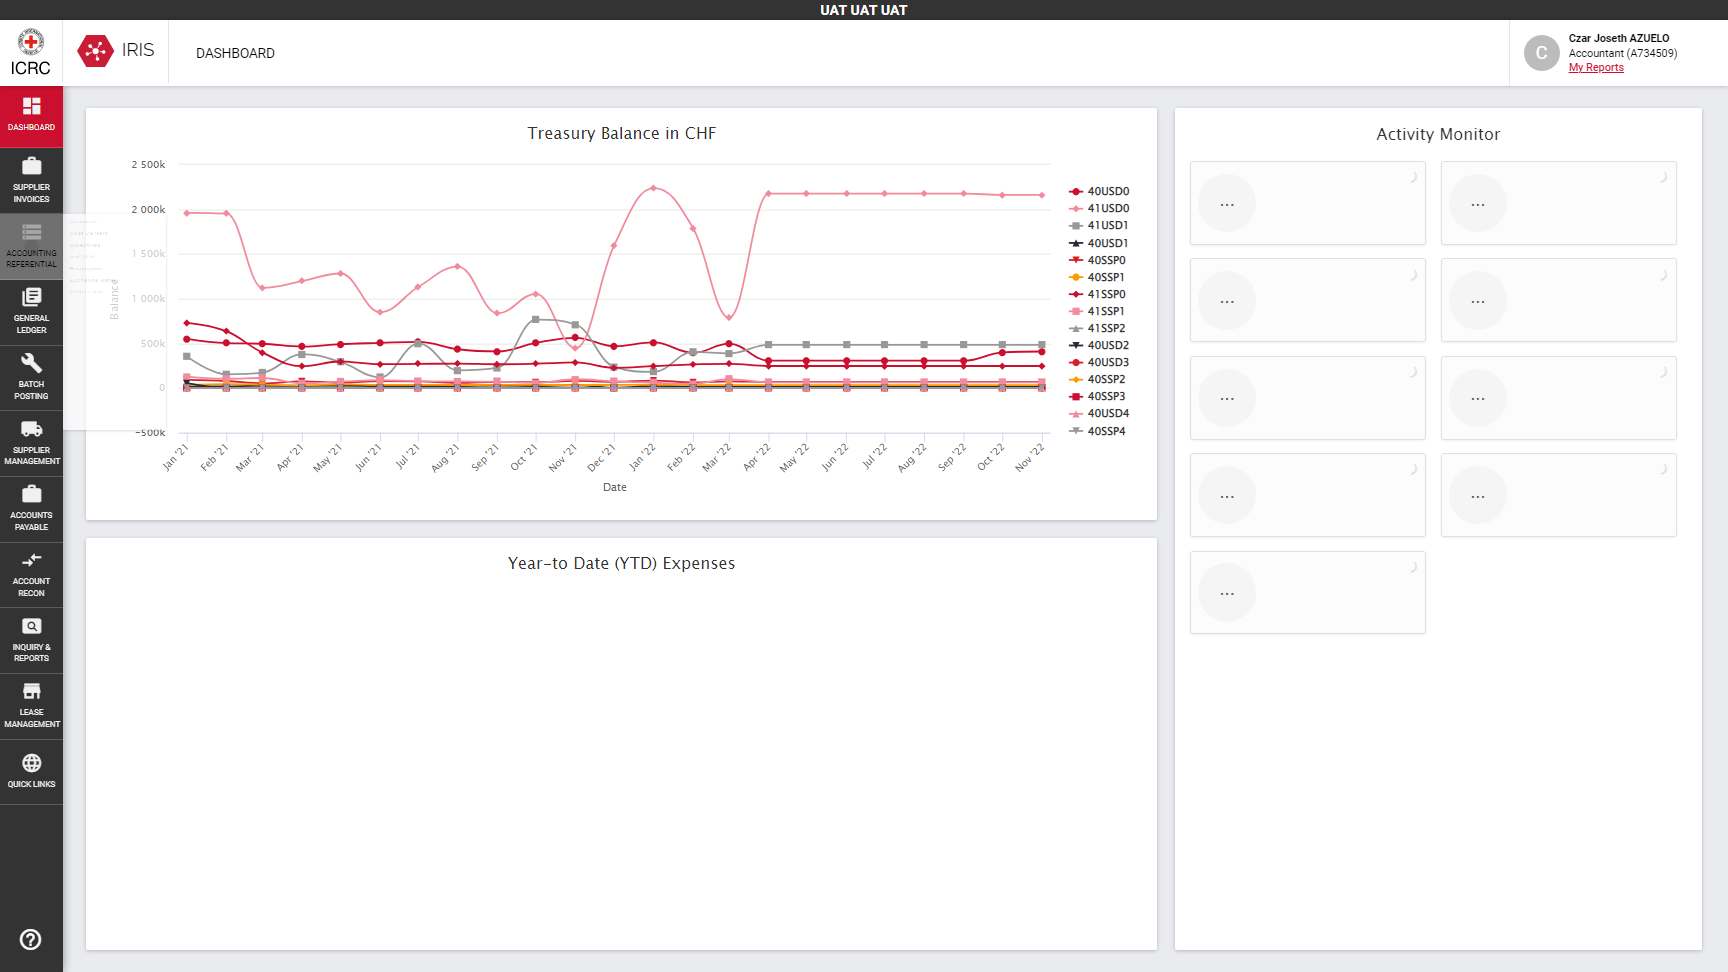 UAT UAT UAT
ICRC
IRIS
DASHBOARD
Czar Joseth AZUELO
Accountant (A734509)
My Reports
DASHBOARD
SUPPLIER
INVOICES
ACCOUNTING
REFERENTIAL
GENERAL
LEDGER
BATCH
POSTING
SUPPLIER
MANAGEMENT
ACCOUNTS
PAYABLE
ACCOUNT
RECON
INQUIRY &
REPORTS
LEASE
MANAGEMENT
QUICK LINKS
Treasury Balance in CHF
2 500k
2 000k
1 500k
1 000k
500k
0
-500k
Balance
Jan '21
Feb '21
Mar '21
Apr '21
May '21
Jun '21
Jul '21
Aug '21
Sep '21
Oct '21
Nov '21
Dec '21
Jan '22
Feb '22
Mar '22
Apr '22
May '22
Jun '22
Jul '22
Aug '22
Sep '22
Oct '22
Nov '22
Date
40USD0
41USD0
41USD1
40USD1
40SSP0
40SSP1
41SSP0
41SSP1
41SSP2
40USD2
40USD3
40SSP2
40SSP3
40USD4
40SSP4
Year-to Date (YTD) Expenses
Activity Monitor
...
...
...
...
...
...
...
...
...